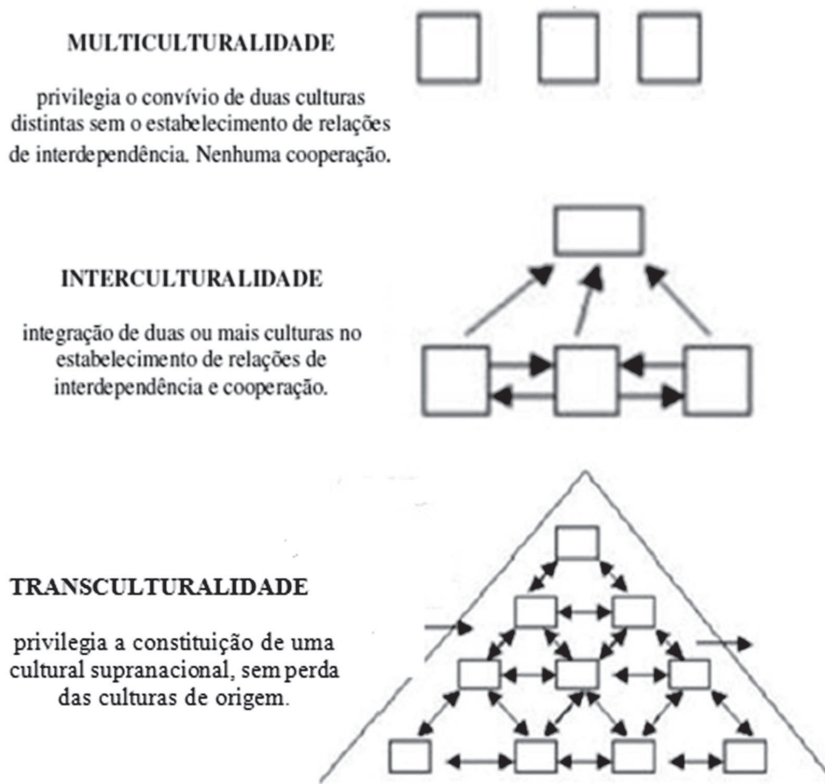 MULTICULTURALIDADE
privilegia o convívio de duas culturas
distintas sem o estabelecimento de relações
de interdependência. Nenhuma cooperação.
INTERCULTURALIDADE
integração de duas ou mais culturas no
estabelecimento de relações de
interdependência e cooperação.
TRANSCULTURALIDADE
privilegia a constituição de uma
cultural supranacional, sem perda
das culturas de origem.